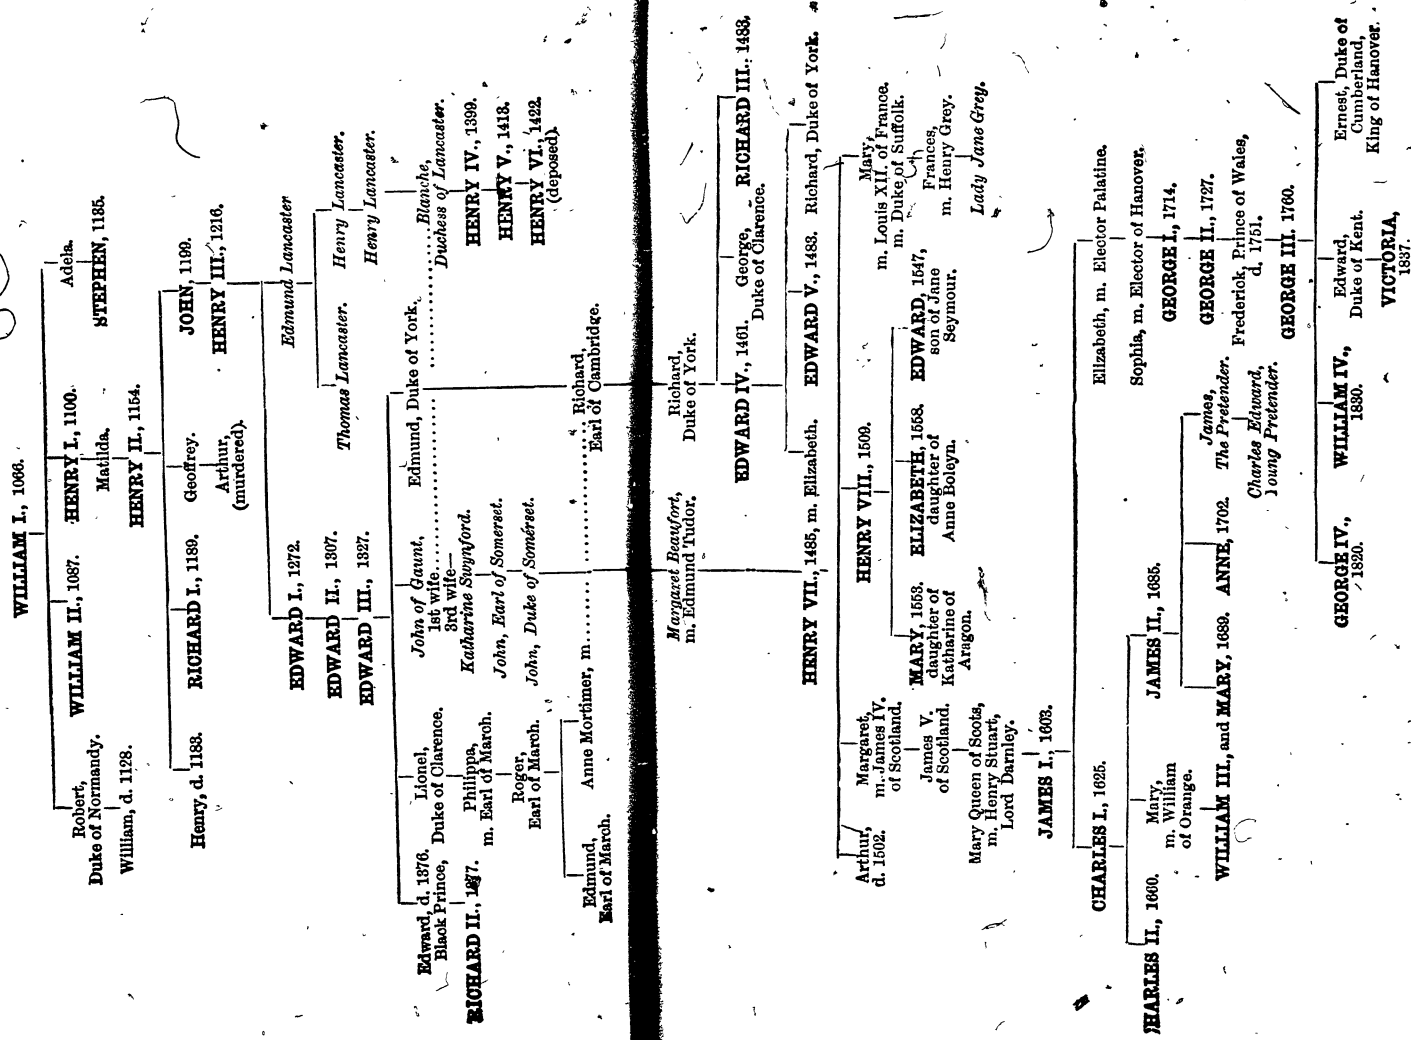 WILLIAM I., 1066.
Robert,
Duke of Normandy.
William, d. 1128.
WILLIAM II., 1087.
HENRY I., 1100.
Matilda.
Adela.
STEPHEN, 1135.
HENRY II., 1154.
Henry, d. 1183.
RICHARD I., 1189.
Geoffrey.
Arthur,
(murdered).
JOHN, 1199.
HENRY III., 1216.
EDWARD I., 1272.
EDWARD II., 1307.
EDWARD III., 1327.
Edmund Lancaster
Thomas Lancaster.
Henry Lancaster.
Henry Lancaster.
Edward, d. 1376.
Black Prince,
RICHARD II., 1377.
Lionel,
Duke of Clarence.
Philippa,
m. Earl of March.
Roger,
Earl of March.
John of Gaunt,
1st wife
3rd wife—
Katharine Swynford.
John, Earl of Somerset.
John, Duke of Somerset.
Edmund, Duke of York.
Blanche,
Duchess of Lancaster.
HENRY IV., 1399.
HENRY V., 1413.
HENRY VI., 1422.
(deposed).
Edmund,
Earl of March.
Anne Mortimer, m.
Richard,
Earl of Cambridge.
Margaret Beaufort,
m. Edmund Tudor.
Richard,
Duke of York.
EDWARD IV., 1461.
George,
Duke of Clarence.
RICHARD III., 1483.
HENRY VII., 1485, m. Elizabeth.
EDWARD V., 1483.
Richard, Duke of York.
Arthur,
d. 1502.
Margaret,
m. James IV.
of Scotland.
James V.
of Scotland.
Mary Queen of Scots,
m. Henry Stuart,
Lord Darnley.
HENRY VIII., 1509.
MARY, 1553.
daughter of
Katharine of
Aragon.
ELIZABETH, 1558.
daughter of
Anne Boleyn.
EDWARD, 1547,
son of Jane
Seymour.
Mary,
m. Louis XII. of France.
m. Duke of Suffolk.
Frances,
m. Henry Grey.
Lady Jane Grey.
JAMES I., 1603.
CHARLES I., 1625.
Elizabeth, m. Elector Palatine.
Sophia, m. Elector of Hanover.
GEORGE I., 1714.
GEORGE II., 1727.
Frederick, Prince of Wales,
d. 1751.
GEORGE III. 1760.
HARLES II., 1660.
Mary,
m. William
of Orange.
JAMES II., 1685.
WILLIAM III., and MARY, 1689.
ANNE, 1702.
James,
The Pretender.
Charles Edward,
Young Pretender.
GEORGE IV.,
1820.
WILLIAM IV.,
1830.
Edward,
Duke of Kent.
VICTORIA,
1837.
Ernest, Duke of
Cumberland,
King of Hanover.